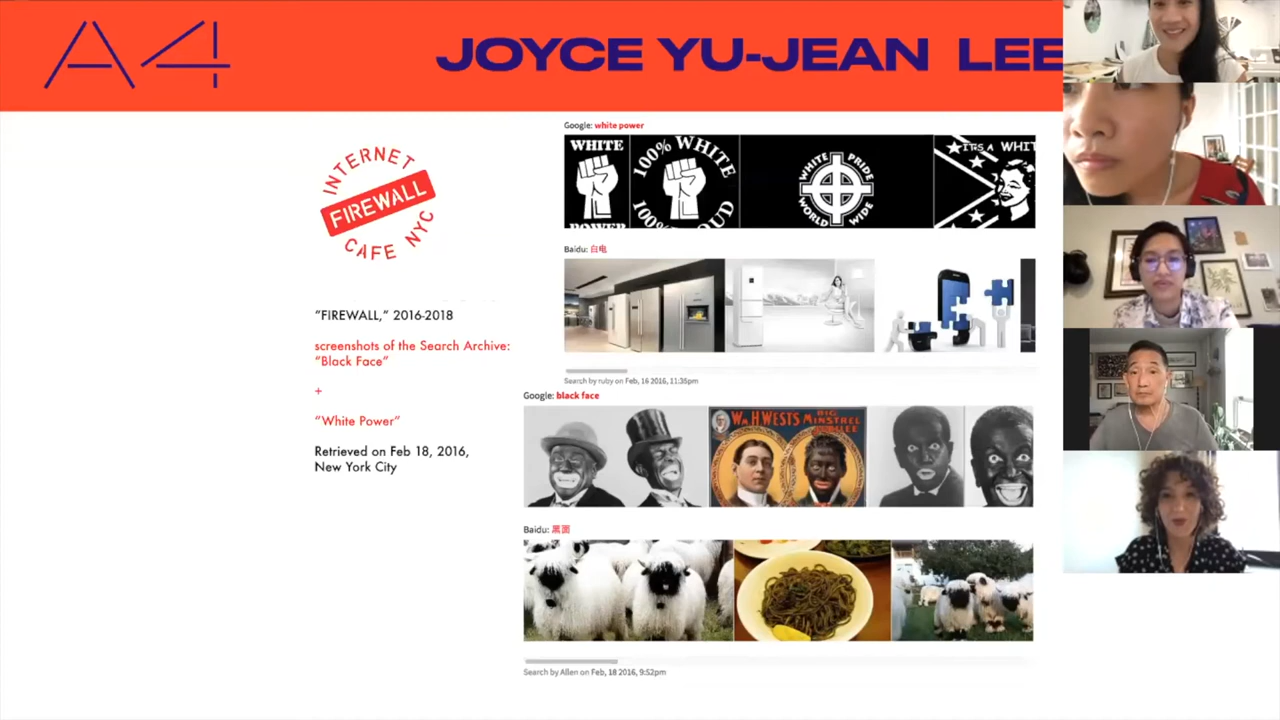 A4
JOYCE YU-JEAN LEE
INTERNET
FIREWALL
CAFE NYC
"FIREWALL," 2016-2018
screenshots of the Search Archive:
"Black Face"
+
"White Power"
Retrieved on Feb 18, 2016,
New York City
Google: white power
WHITE
POWER
100% WHITE
100%
WHITE PRIDE
WORLD WIDE
IT'S A WHIT
Baidu: 白电
Search by ruby on Feb, 16 2016, 11:35pm
Google: black face
WM H. WEST'S BIG
MINSTREL
JUBILEE
Baidu: 黑面
Search by Allen on Feb, 18 2016, 9:52pm